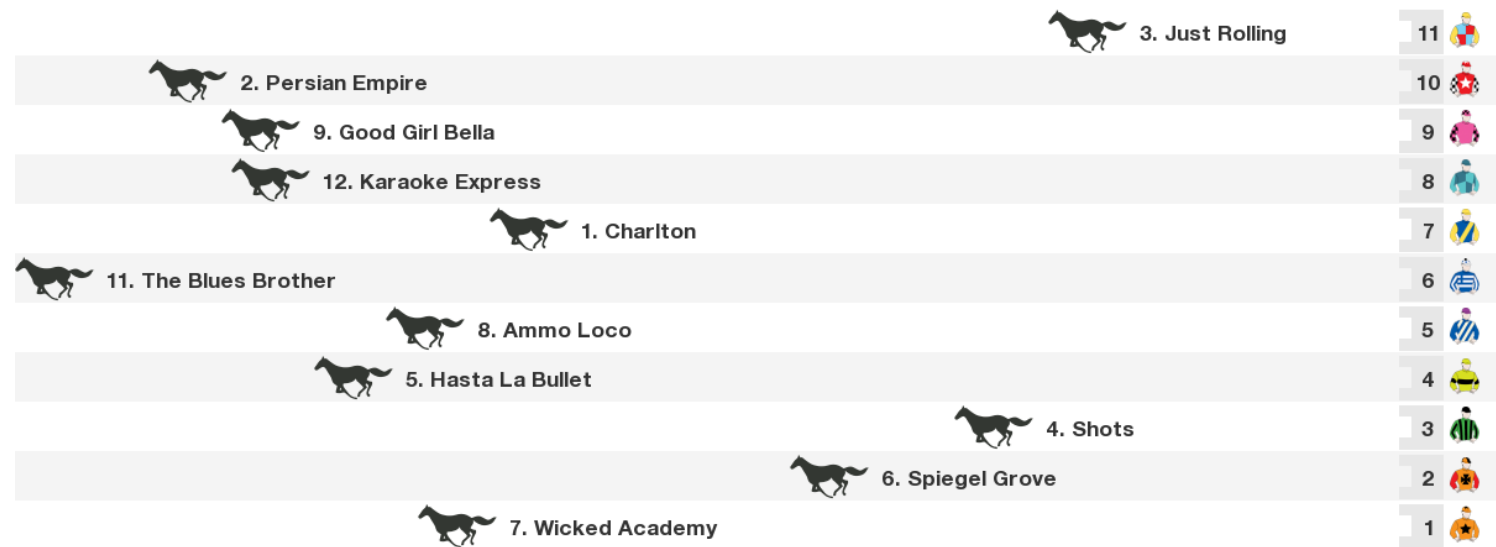 3. Just Rolling 11
2. Persian Empire 10
9. Good Girl Bella 9
12. Karaoke Express 8
1. Charlton 7
11. The Blues Brother 6
8. Ammo Loco 5
5. Hasta La Bullet 4
4. Shots 3
6. Spiegel Grove 2
7. Wicked Academy 1